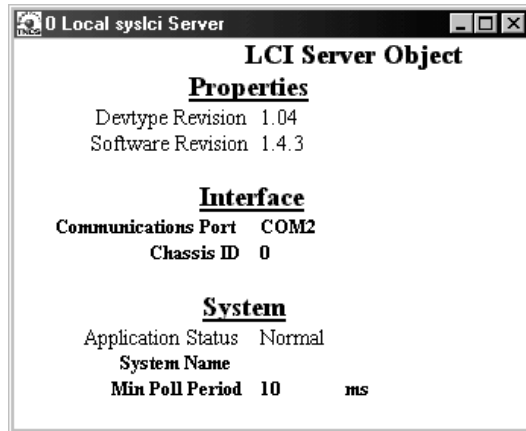 0 Local syslci Server
LCI Server Object
Properties
Devtype Revision 1.04
Software Revision 1.4.3
Interface
Communications Port COM2
Chassis ID 0
System
Application Status Normal
System Name
Min Poll Period 10 ms